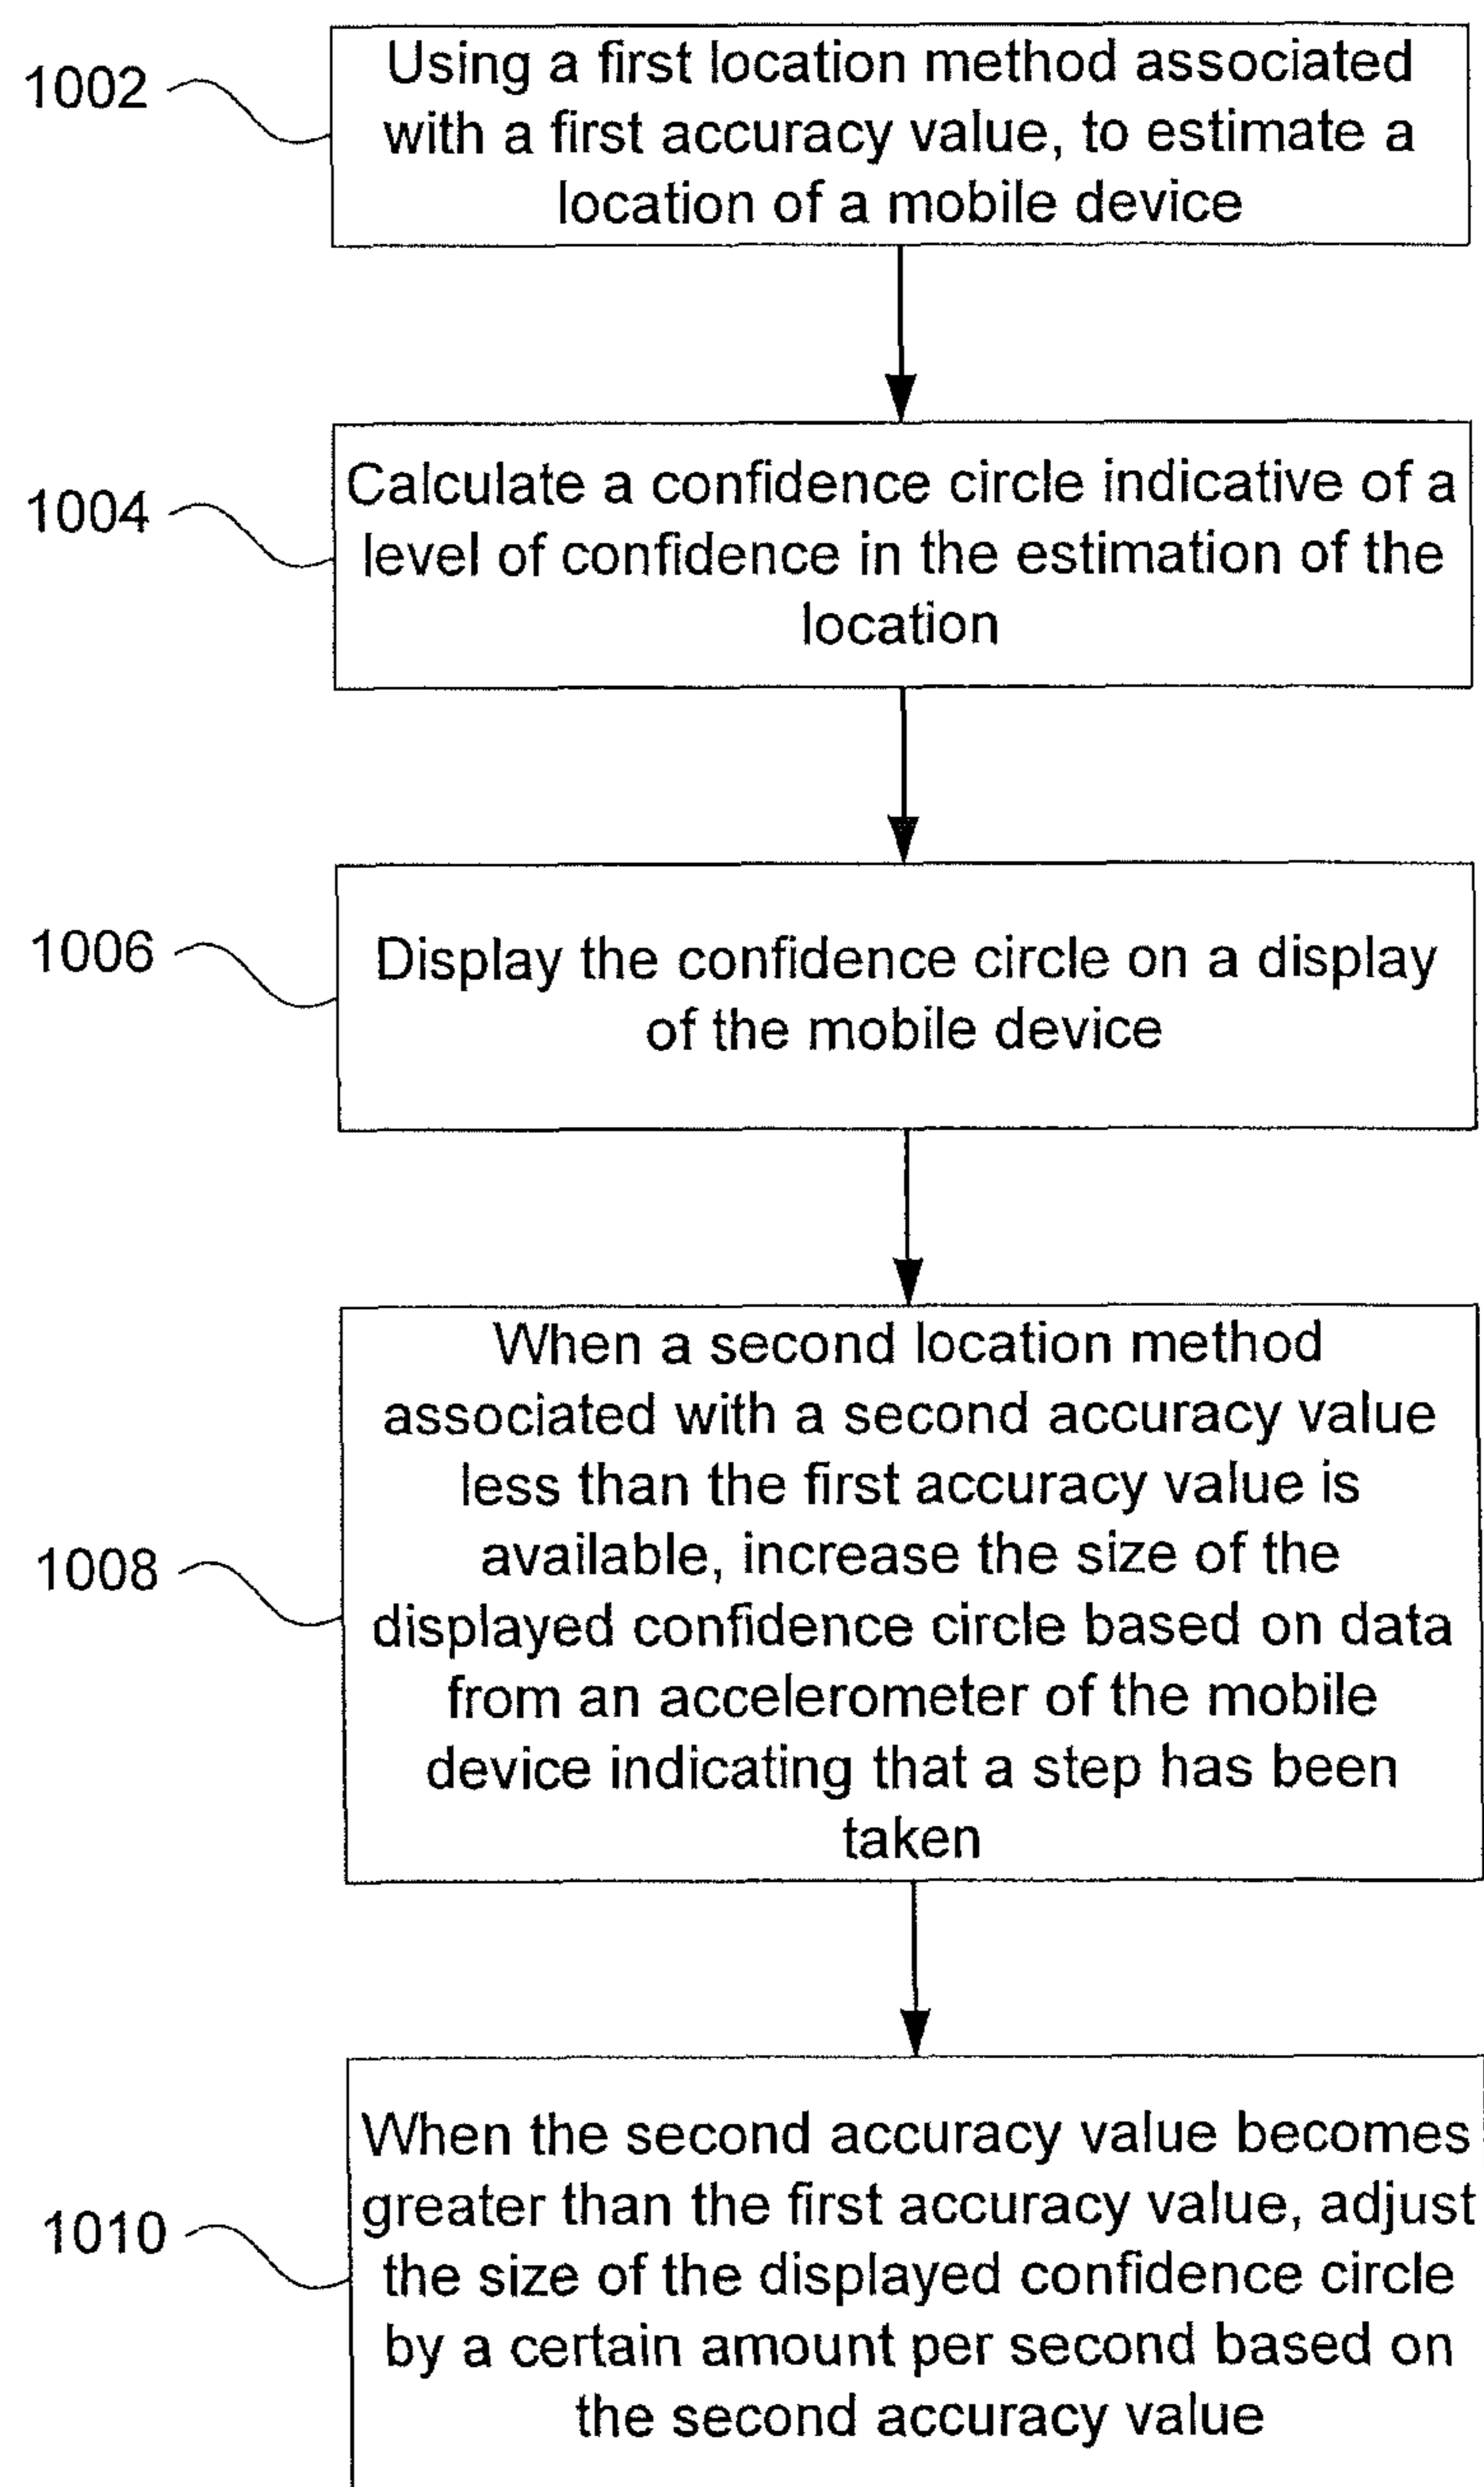 1002
Using a first location method associated
with a first accuracy value, to estimate a
location of a mobile device
1004
Calculate a confidence circle indicative of a
level of confidence in the estimation of the
location
1006
Display the confidence circle on a display
of the mobile device
1008
When a second location method
associated with a second accuracy value
less than the first accuracy value is
available, increase the size of the
displayed confidence circle based on data
from an accelerometer of the mobile
device indicating that a step has been
taken
1010
When the second accuracy value becomes
greater than the first accuracy value, adjust
the size of the displayed confidence circle
by a certain amount per second based on
the second accuracy value